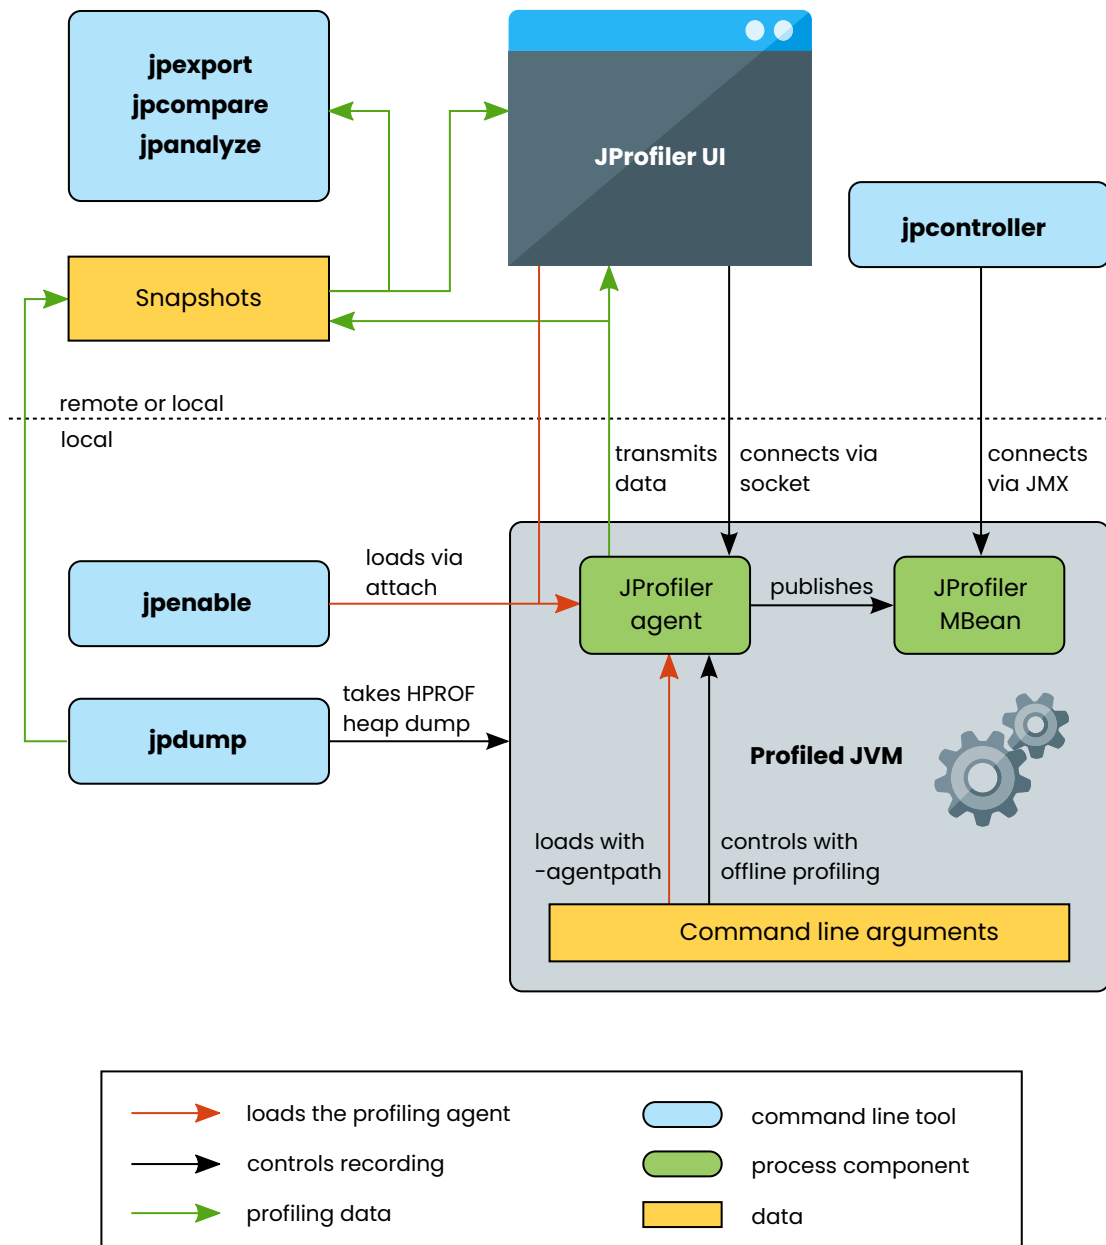 jpexport
jpcompare
jpanalyze
JProfiler UI
jpcontroller
Snapshots
remote or local
local
transmits
data
connects via
socket
connects
via JMX
loads via
attach
jpenable
JProfiler
agent
publishes
JProfiler
MBean
takes HPROF
heap dump
jpdump
Profiled JVM
loads with
-agentpath
controls with
offline profiling
Command line arguments
loads the profiling agent
command line tool
controls recording
process component
profiling data
data